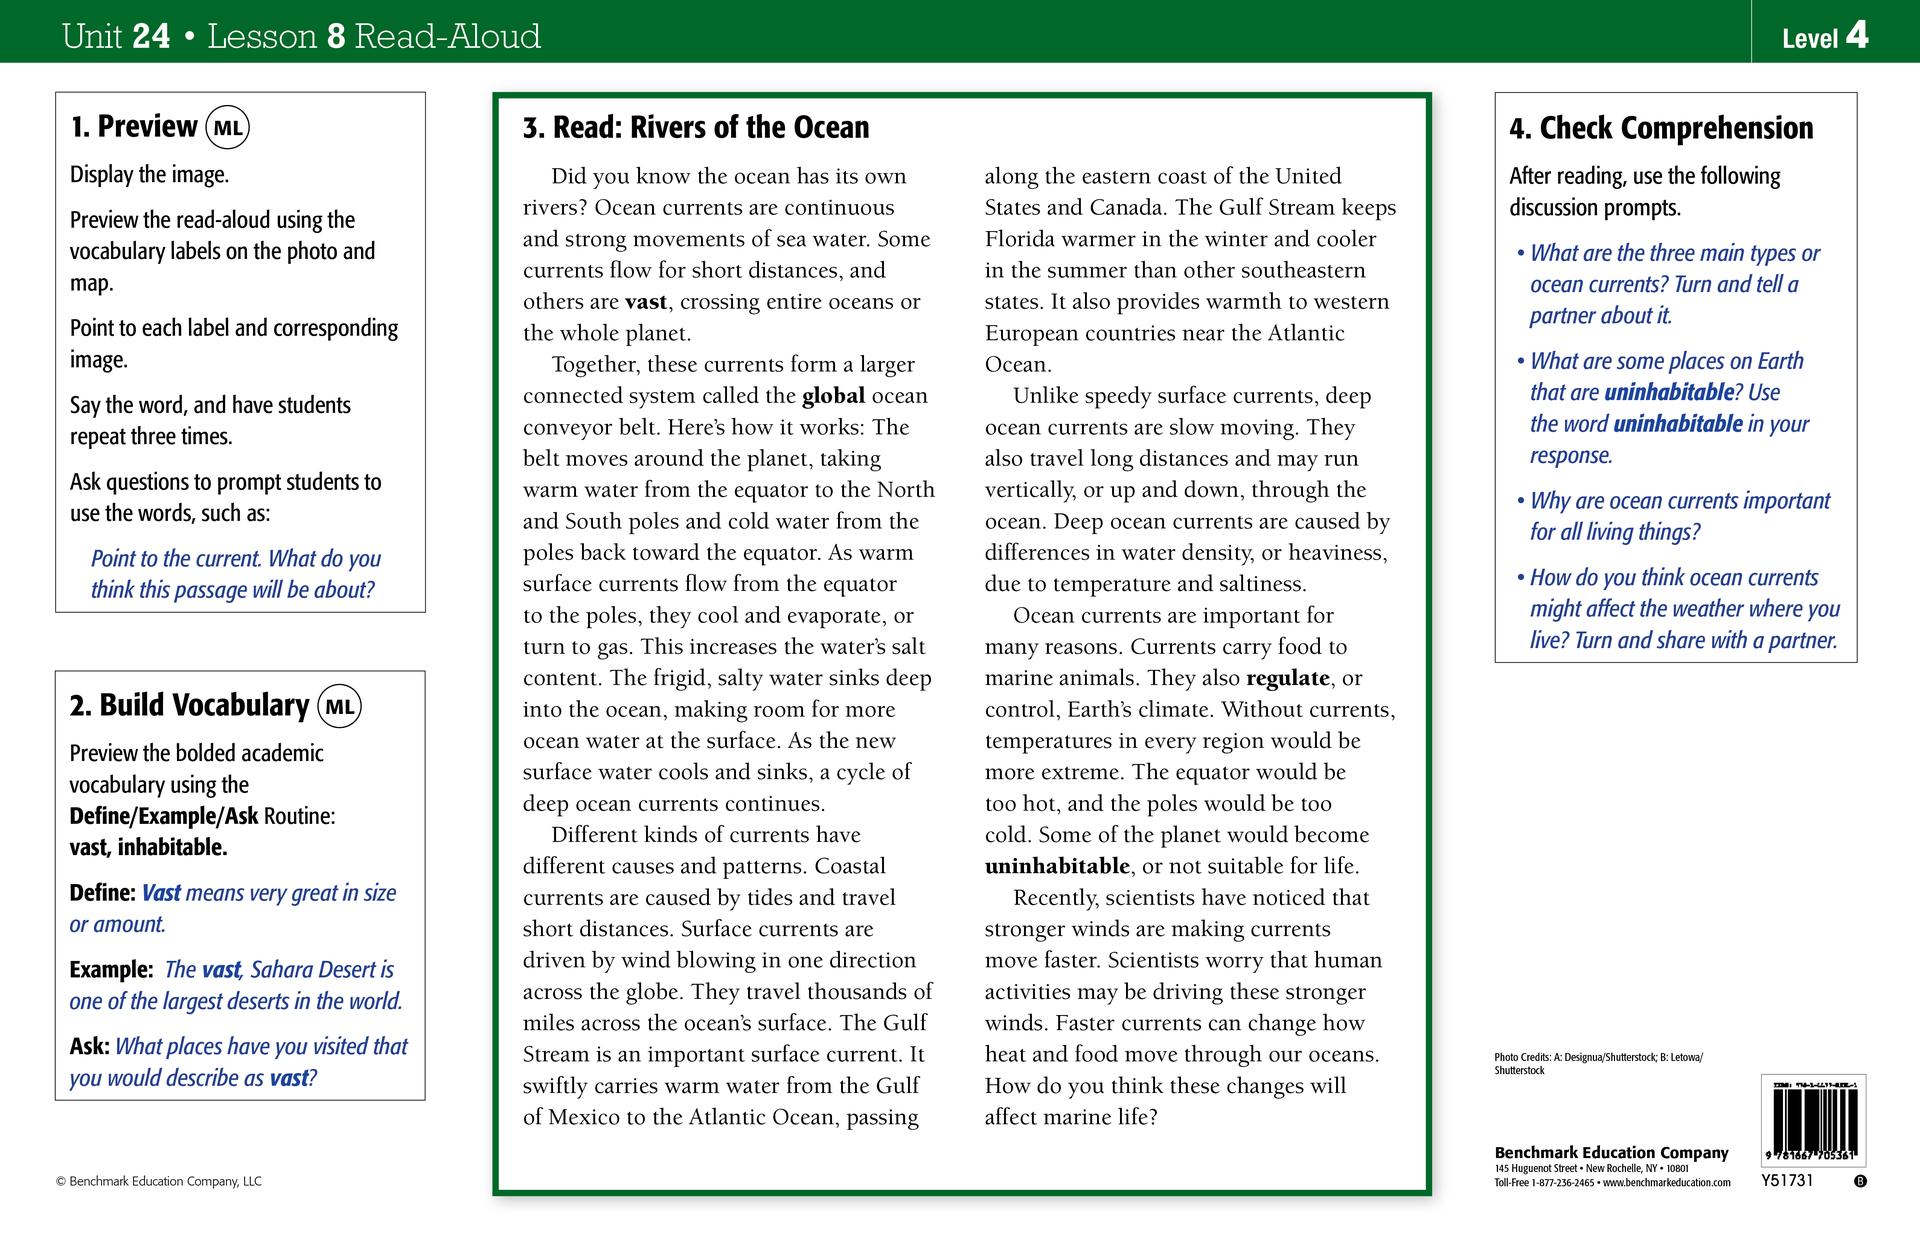 Unit 24 • Lesson 8 Read-Aloud
Level 4
1. Preview ML
Display the image.
Preview the read-aloud using the
vocabulary labels on the photo and
map.
Point to each label and corresponding
image.
Say the word, and have students
repeat three times.
Ask questions to prompt students to
use the words, such as:
Point to the current. What do you
think this passage will be about?
2. Build Vocabulary ML
Preview the bolded academic
vocabulary using the
Define/Example/Ask Routine:
vast, inhabitable.
Define: Vast means very great in size
or amount.
Example: The vast, Sahara Desert is
one of the largest deserts in the world.
Ask: What places have you visited that
you would describe as vast?
© Benchmark Education Company, LLC
3. Read: Rivers of the Ocean
Did you know the ocean has its own
rivers? Ocean currents are continuous
and strong movements of sea water. Some
currents flow for short distances, and
others are vast, crossing entire oceans or
the whole planet.
Together, these currents form a larger
connected system called the global ocean
conveyor belt. Here's how it works: The
belt moves around the planet, taking
warm water from the equator to the North
and South poles and cold water from the
poles back toward the equator. As warm
surface currents flow from the equator
to the poles, they cool and evaporate, or
turn to gas. This increases the water's salt
content. The frigid, salty water sinks deep
into the ocean, making room for more
ocean water at the surface. As the new
surface water cools and sinks, a cycle of
deep ocean currents continues.
Different kinds of currents have
different causes and patterns. Coastal
currents are caused by tides and travel
short distances. Surface currents are
driven by wind blowing in one direction
across the globe. They travel thousands of
miles across the ocean's surface. The Gulf
Stream is an important surface current. It
swiftly carries warm water from the Gulf
of Mexico to the Atlantic Ocean, passing
along the eastern coast of the United
States and Canada. The Gulf Stream keeps
Florida warmer in the winter and cooler
in the summer than other southeastern
states. It also provides warmth to western
European countries near the Atlantic
Ocean.
Unlike speedy surface currents, deep
ocean currents are slow moving. They
also travel long distances and may run
vertically, or up and down, through the
ocean. Deep ocean currents are caused by
differences in water density, or heaviness,
due to temperature and saltiness.
Ocean currents are important for
many reasons. Currents carry food to
marine animals. They also regulate, or
control, Earth's climate. Without currents,
temperatures in every region would be
more extreme. The equator would be
too hot, and the poles would be too
cold. Some of the planet would become
uninhabitable, or not suitable for life.
Recently, scientists have noticed that
stronger winds are making currents
move faster. Scientists worry that human
activities may be driving these stronger
winds. Faster currents can change how
heat and food move through our oceans.
How do you think these changes will
affect marine life?
4. Check Comprehension
After reading, use the following
discussion prompts.
• What are the three main types or
ocean currents? Turn and tell a
partner about it.
• What are some places on Earth
that are uninhabitable? Use
the word uninhabitable in your
response.
• Why are ocean currents important
for all living things?
• How do you think ocean currents
might affect the weather where you
live? Turn and share with a partner.
Photo Credits: A: Designua/Shutterstock; B: Letowa/
Shutterstock
Benchmark Education Company
145 Huguenot Street • New Rochelle, NY • 10801
Toll-Free 1-877-236-2465 • www.benchmarkeducation.com
9 781667 705361
Y51731
B